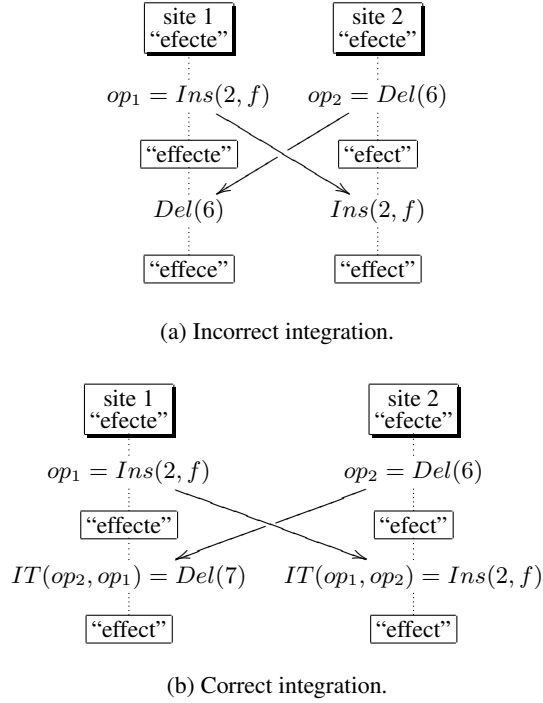 site 1 site 2
“efecte” “efecte”
op₁ = Ins(2, f) op₂ = Del(6)
“effecte” “efect”
Del(6) Ins(2, f)
“effece” “effect”
(a) Incorrect integration.
site 1 site 2
“efecte” “efecte”
op₁ = Ins(2, f) op₂ = Del(6)
“effecte” “efect”
IT(op₂, op₁) = Del(7) IT(op₁, op₂) = Ins(2, f)
“effect” “effect”
(b) Correct integration.